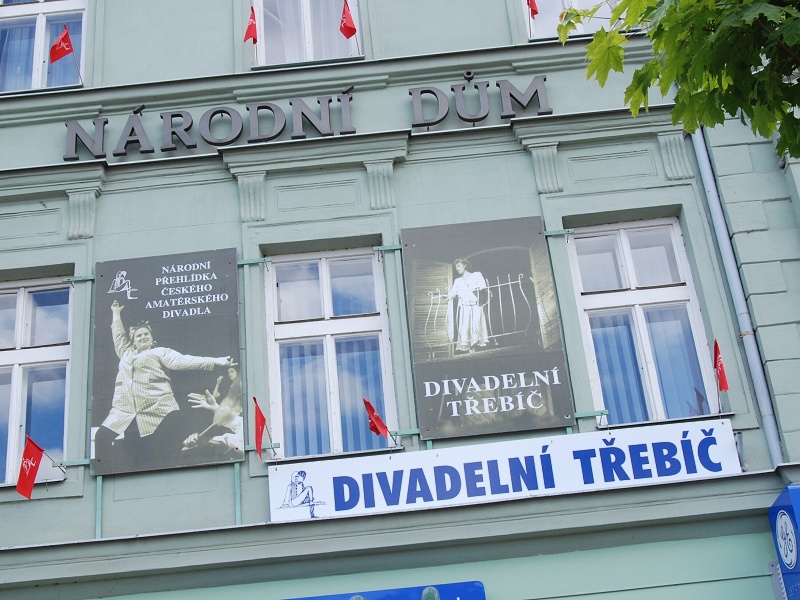 NÁRODNÍ DŮM
NÁRODNÍ
PŘEHLÍDKA
ČESKÉHO
AMATÉRSKÉHO
DIVADLA
DIVADELNÍ
TŘEBÍČ
DIVADELNÍ TŘEBÍČ